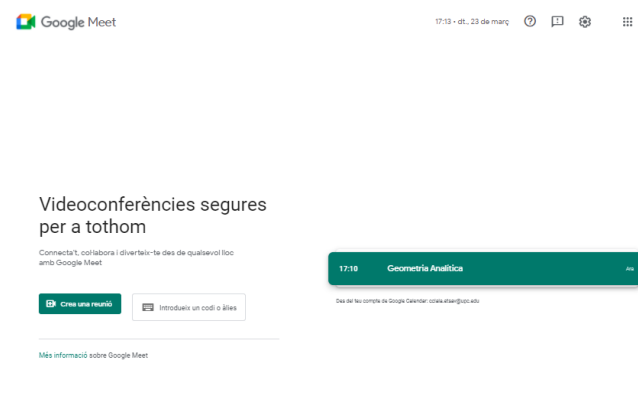 Google Meet
17:13 • dt., 23 de març
Videoconferències segures
per a tothom
Connecta't, col·labora i diverteix-te des de qualsevol lloc
amb Google Meet
17:10 Geometria Analítica Ara
Des del teu compte de Google Calendar:
Crea una reunió
Introdueix un codi o àlies
Més informació sobre Google Meet